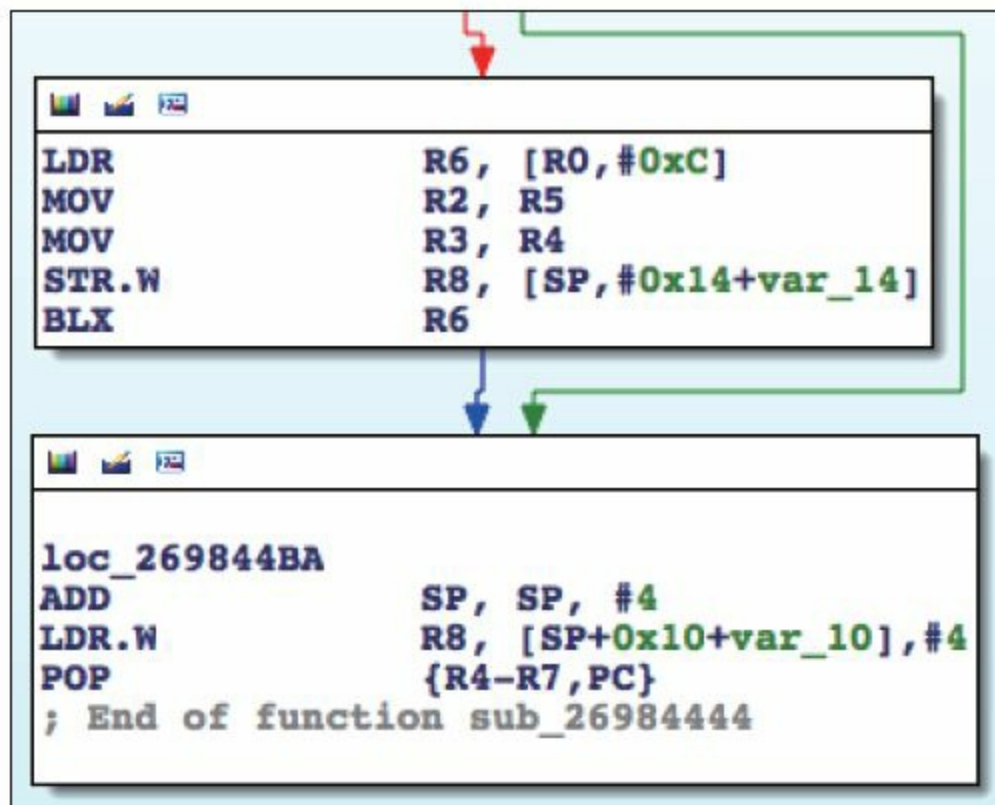 LDR R6, [R0,#0xC]
MOV R2, R5
MOV R3, R4
STR.W R8, [SP,#0x14+var_14]
BLX R6
loc_269844BA
ADD SP, SP, #4
LDR.W R8, [SP+0x10+var_10],#4
POP {R4-R7,PC}
; End of function sub_26984444